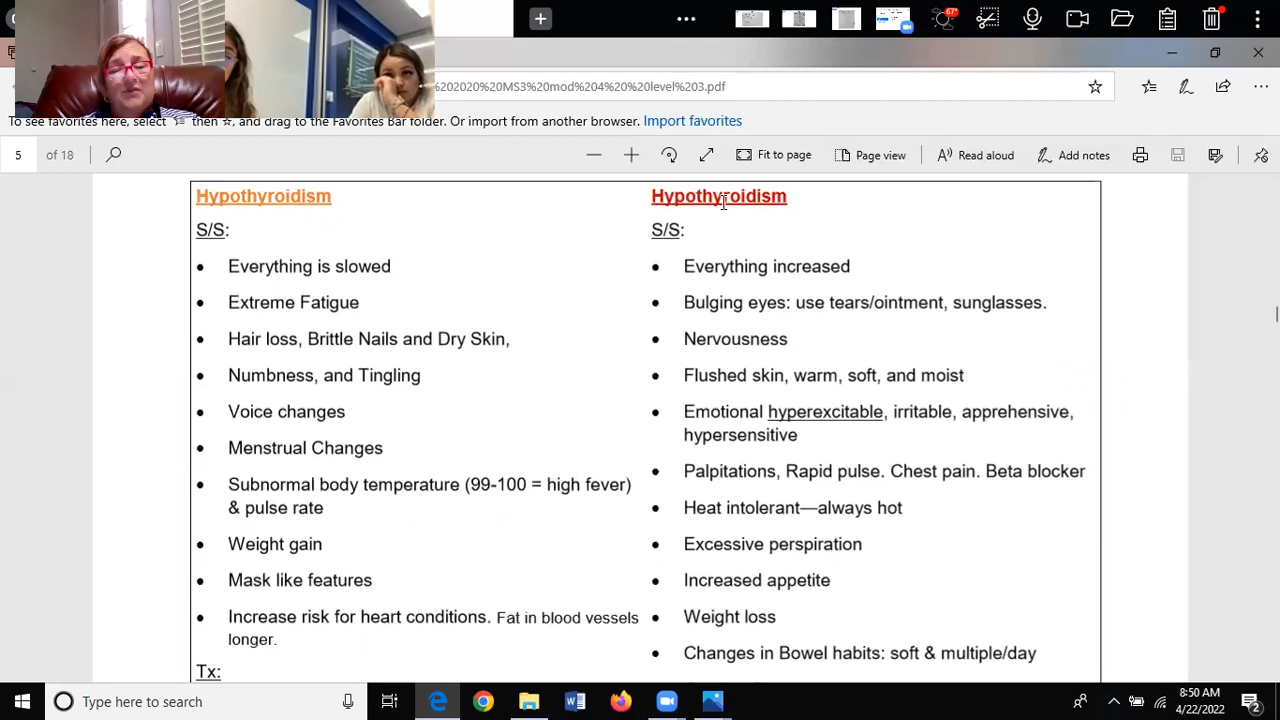 67°
%202020%20MS3%20mod%204%20%20level%203.pdf
To see favorites here, select then , and drag to the Favorites Bar folder. Or import from another browser. Import favorites
5 of 18
Fit to page
Page view
Read aloud
Add notes
Hypothyroidism
S/S:
• Everything is slowed
• Extreme Fatigue
• Hair loss, Brittle Nails and Dry Skin,
• Numbness, and Tingling
• Voice changes
• Menstrual Changes
• Subnormal body temperature (99-100 = high fever)
& pulse rate
• Weight gain
• Mask like features
• Increase risk for heart conditions. Fat in blood vessels
longer.
Tx:
Hypothyroidism
S/S:
• Everything increased
• Bulging eyes: use tears/ointment, sunglasses.
• Nervousness
• Flushed skin, warm, soft, and moist
• Emotional hyperexcitable, irritable, apprehensive,
hypersensitive
• Palpitations, Rapid pulse. Chest pain. Beta blocker
• Heat intolerant—always hot
• Excessive perspiration
• Increased appetite
• Weight loss
• Changes in Bowel habits: soft & multiple/day
Type here to search
8:50 AM
4/22/2022
2